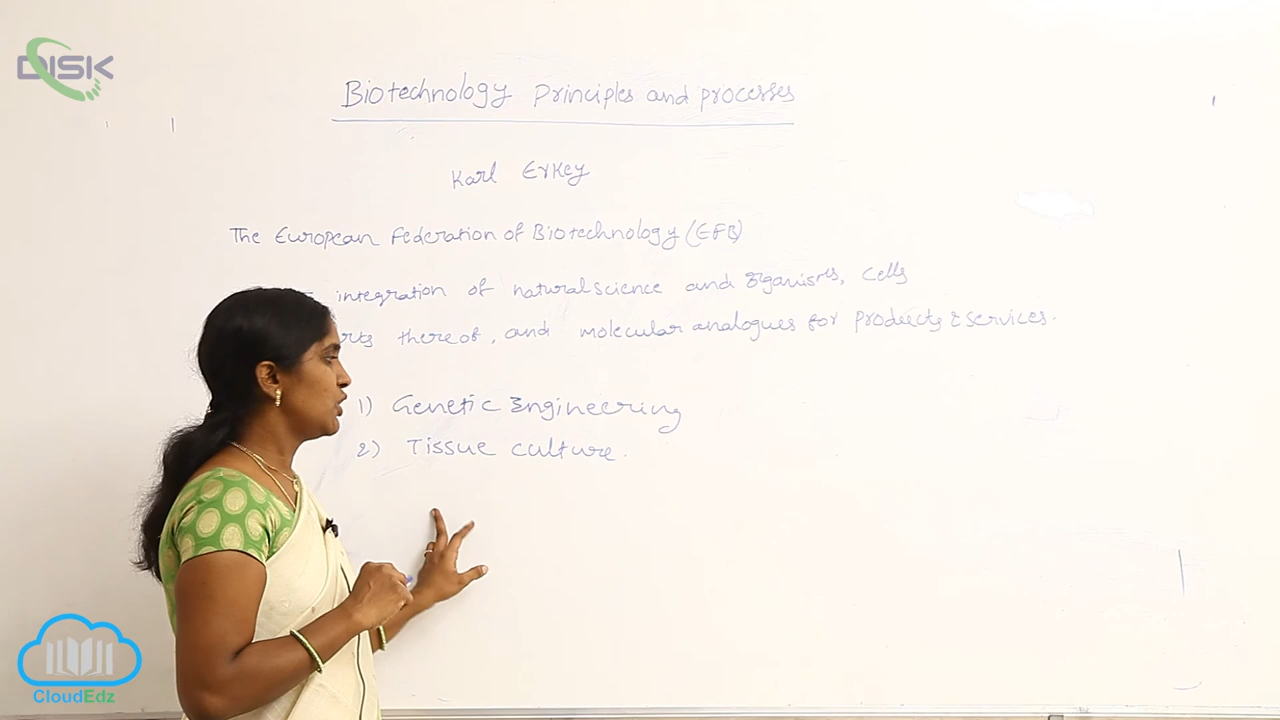 DISK
Biotechnology Principles and processes
Karl Erkey
The European Federation of Biotechnology (EFB)
integration of natural science and organisms, cells
thereof, and molecular analogues for products & services.
1) Genetic Engineering
2) Tissue culture.
CloudEdz